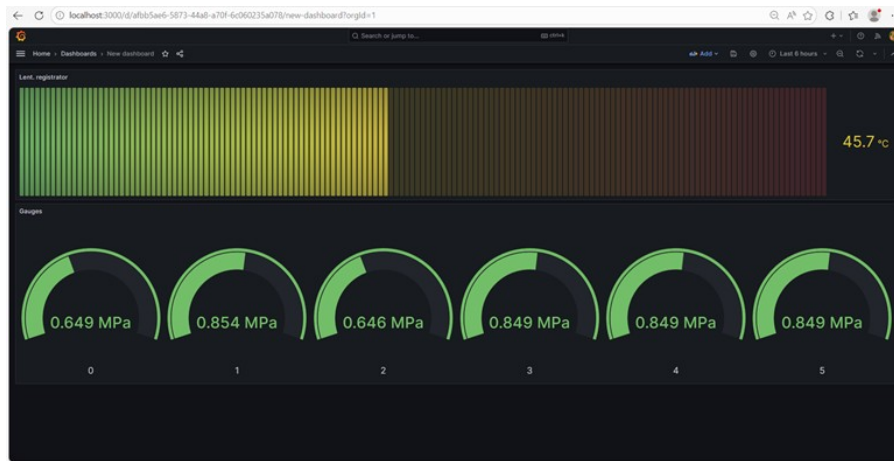 localhost:3000/d/afbb5ae6-5873-44a8-a70f-6c060235a078/new-dashboard?orgId=1
Search or jump to...
ctrl+k
Home › Dashboards › New dashboard
Add
Last 6 hours
Lent. registrator
45.7 °C
Gauges
0.649 MPa
0.854 MPa
0.646 MPa
0.849 MPa
0.849 MPa
0.849 MPa
0
1
2
3
4
5